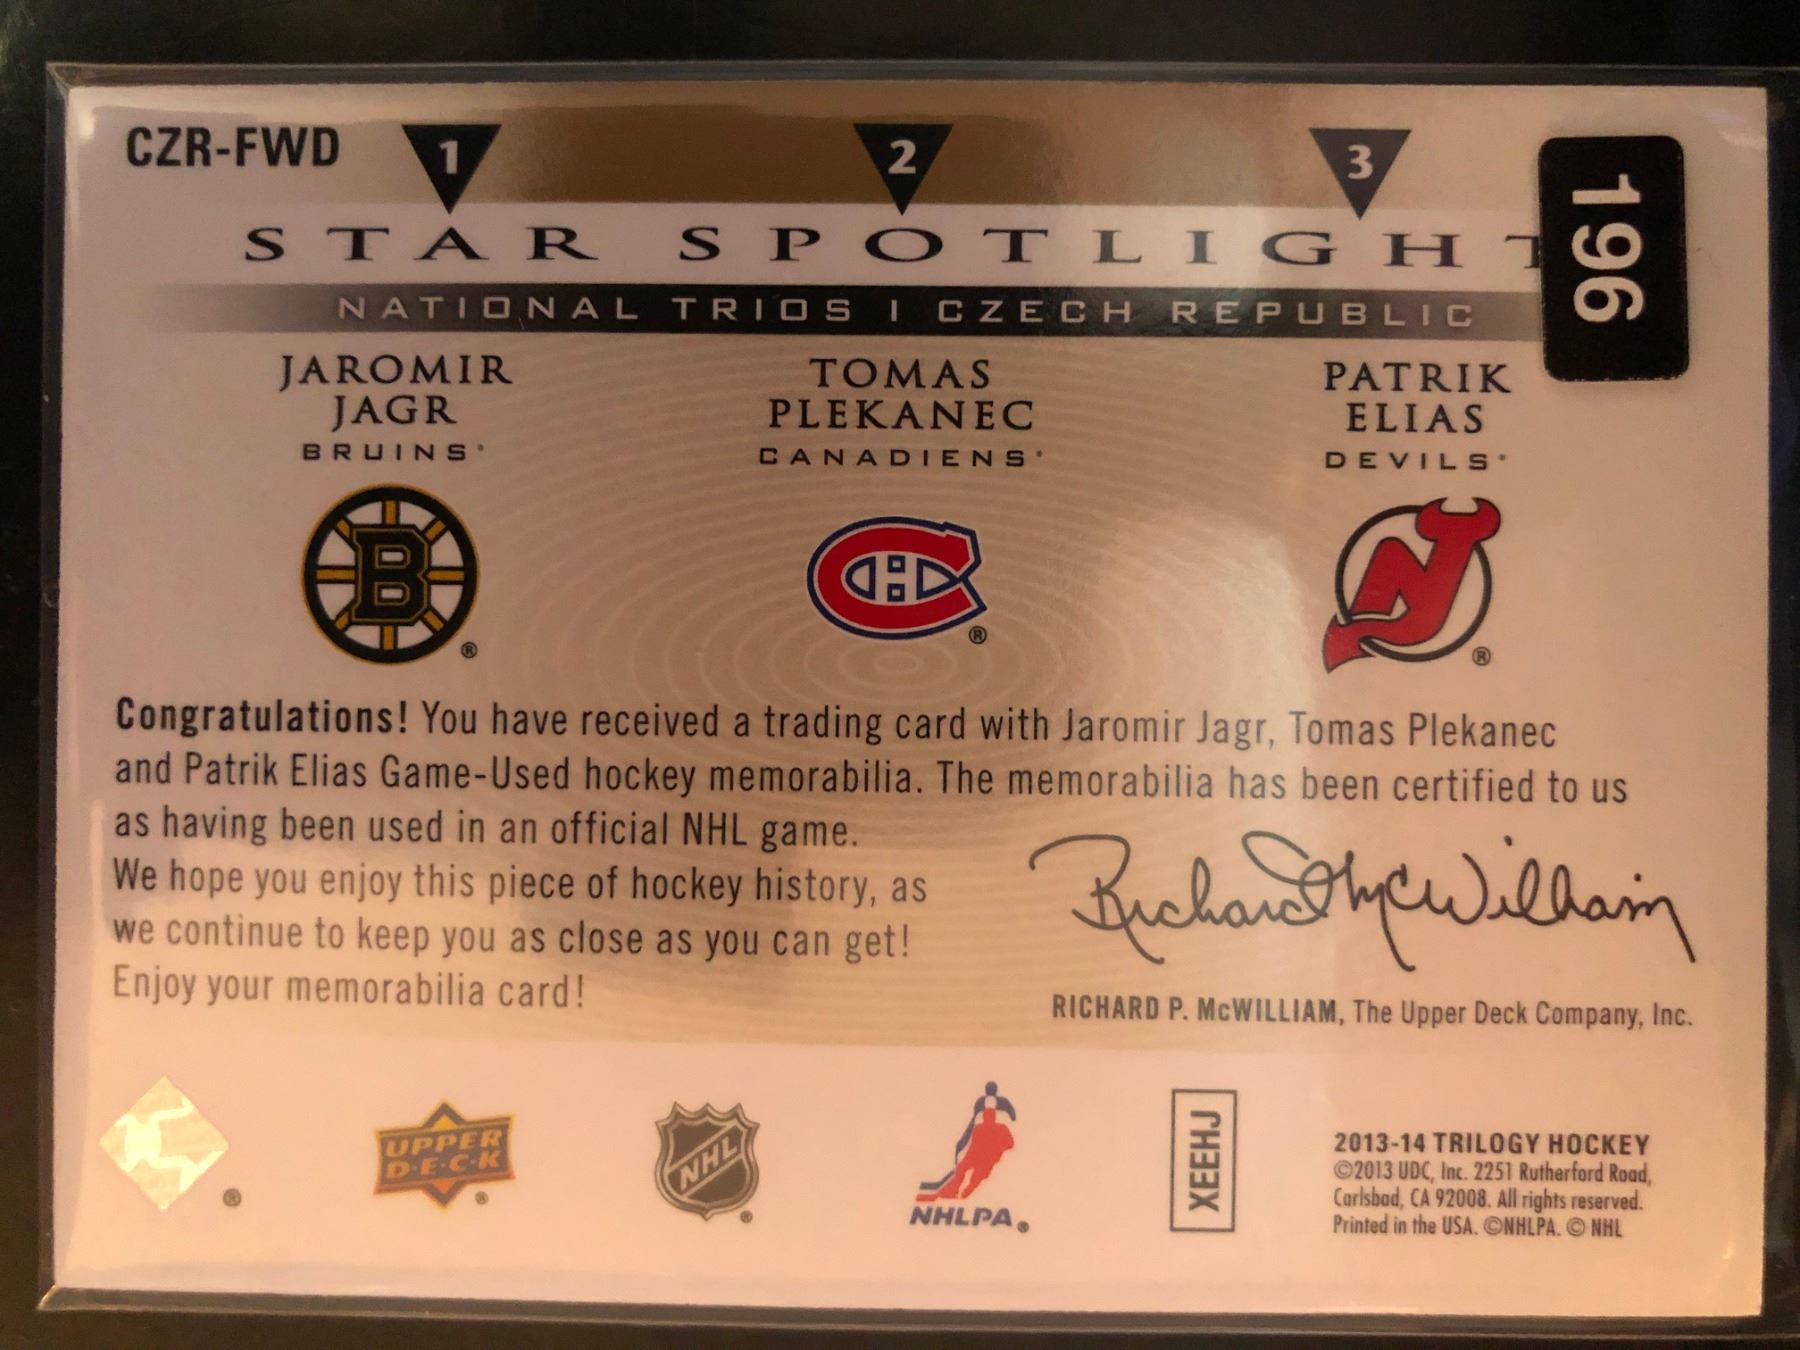 CZR-FWD
1 2 3
196
STAR SPOTLIGHT
NATIONAL TRIOS | CZECH REPUBLIC
JAROMIR
JAGR
BRUINS
TOMAS
PLEKANEC
CANADIENS
PATRIK
ELIAS
DEVILS
B
®
CH
®
NJ
®
Congratulations! You have received a trading card with Jaromir Jagr, Tomas Plekanec
and Patrik Elias Game-Used hockey memorabilia. The memorabilia has been certified to us
as having been used in an official NHL game.
We hope you enjoy this piece of hockey history, as
we continue to keep you as close as you can get!
Enjoy your memorabilia card!
Richard McWilliam
RICHARD P. McWILLIAM, The Upper Deck Company, Inc.
®
UPPER
D·E·C·K
®
NHL
®
NHLPA®
XEEHJ
2013-14 TRILOGY HOCKEY
©2013 UDC, Inc. 2251 Rutherford Road,
Carlsbad, CA 92008. All rights reserved.
Printed in the USA. ©NHLPA. © NHL